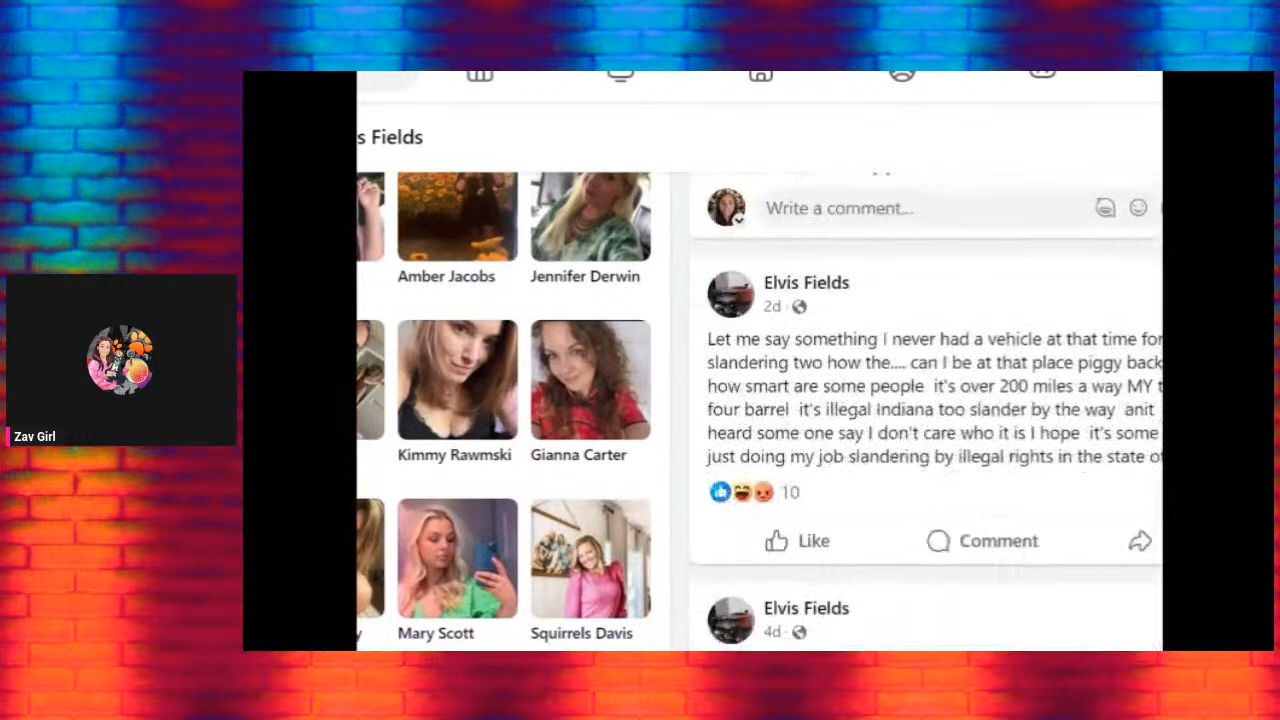 s Fields
Amber Jacobs
Jennifer Derwin
Kimmy Rawmski
Gianna Carter
Mary Scott
Squirrels Davis
Write a comment...
Elvis Fields
2d
Let me say something I never had a vehicle at that time for
slandering two how the.... can I be at that place piggy back
how smart are some people it's over 200 miles a way MY t
four barrel it's illegal Indiana too slander by the way anit
heard some one say I don't care who it is I hope it's some
just doing my job slandering by illegal rights in the state o
10
Like
Comment
Elvis Fields
4d
Zav Girl